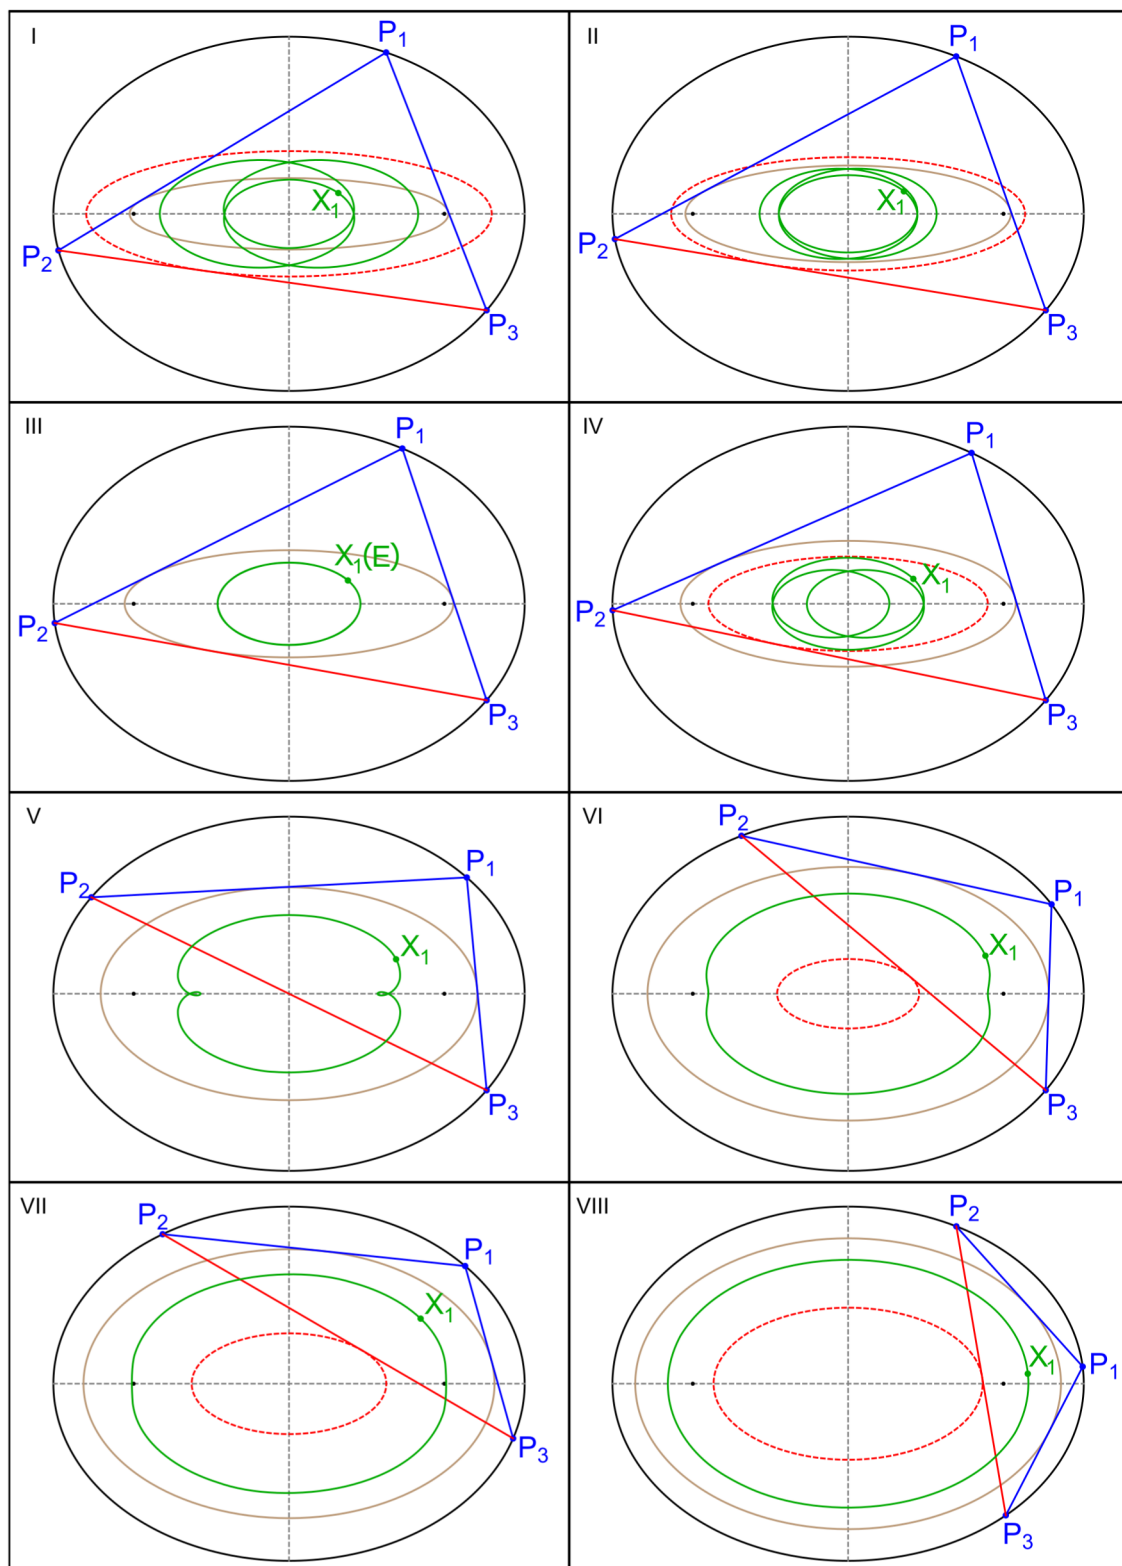 I
P₁
X₁
P₂
P₃
II
P₁
X₁
P₂
P₃
III
P₁
X₁(E)
P₂
P₃
IV
P₁
X₁
P₂
P₃
V
P₁
P₂
X₁
P₃
VI
P₂
P₁
X₁
P₃
VII
P₂
P₁
X₁
P₃
VIII
P₂
X₁
P₁
P₃